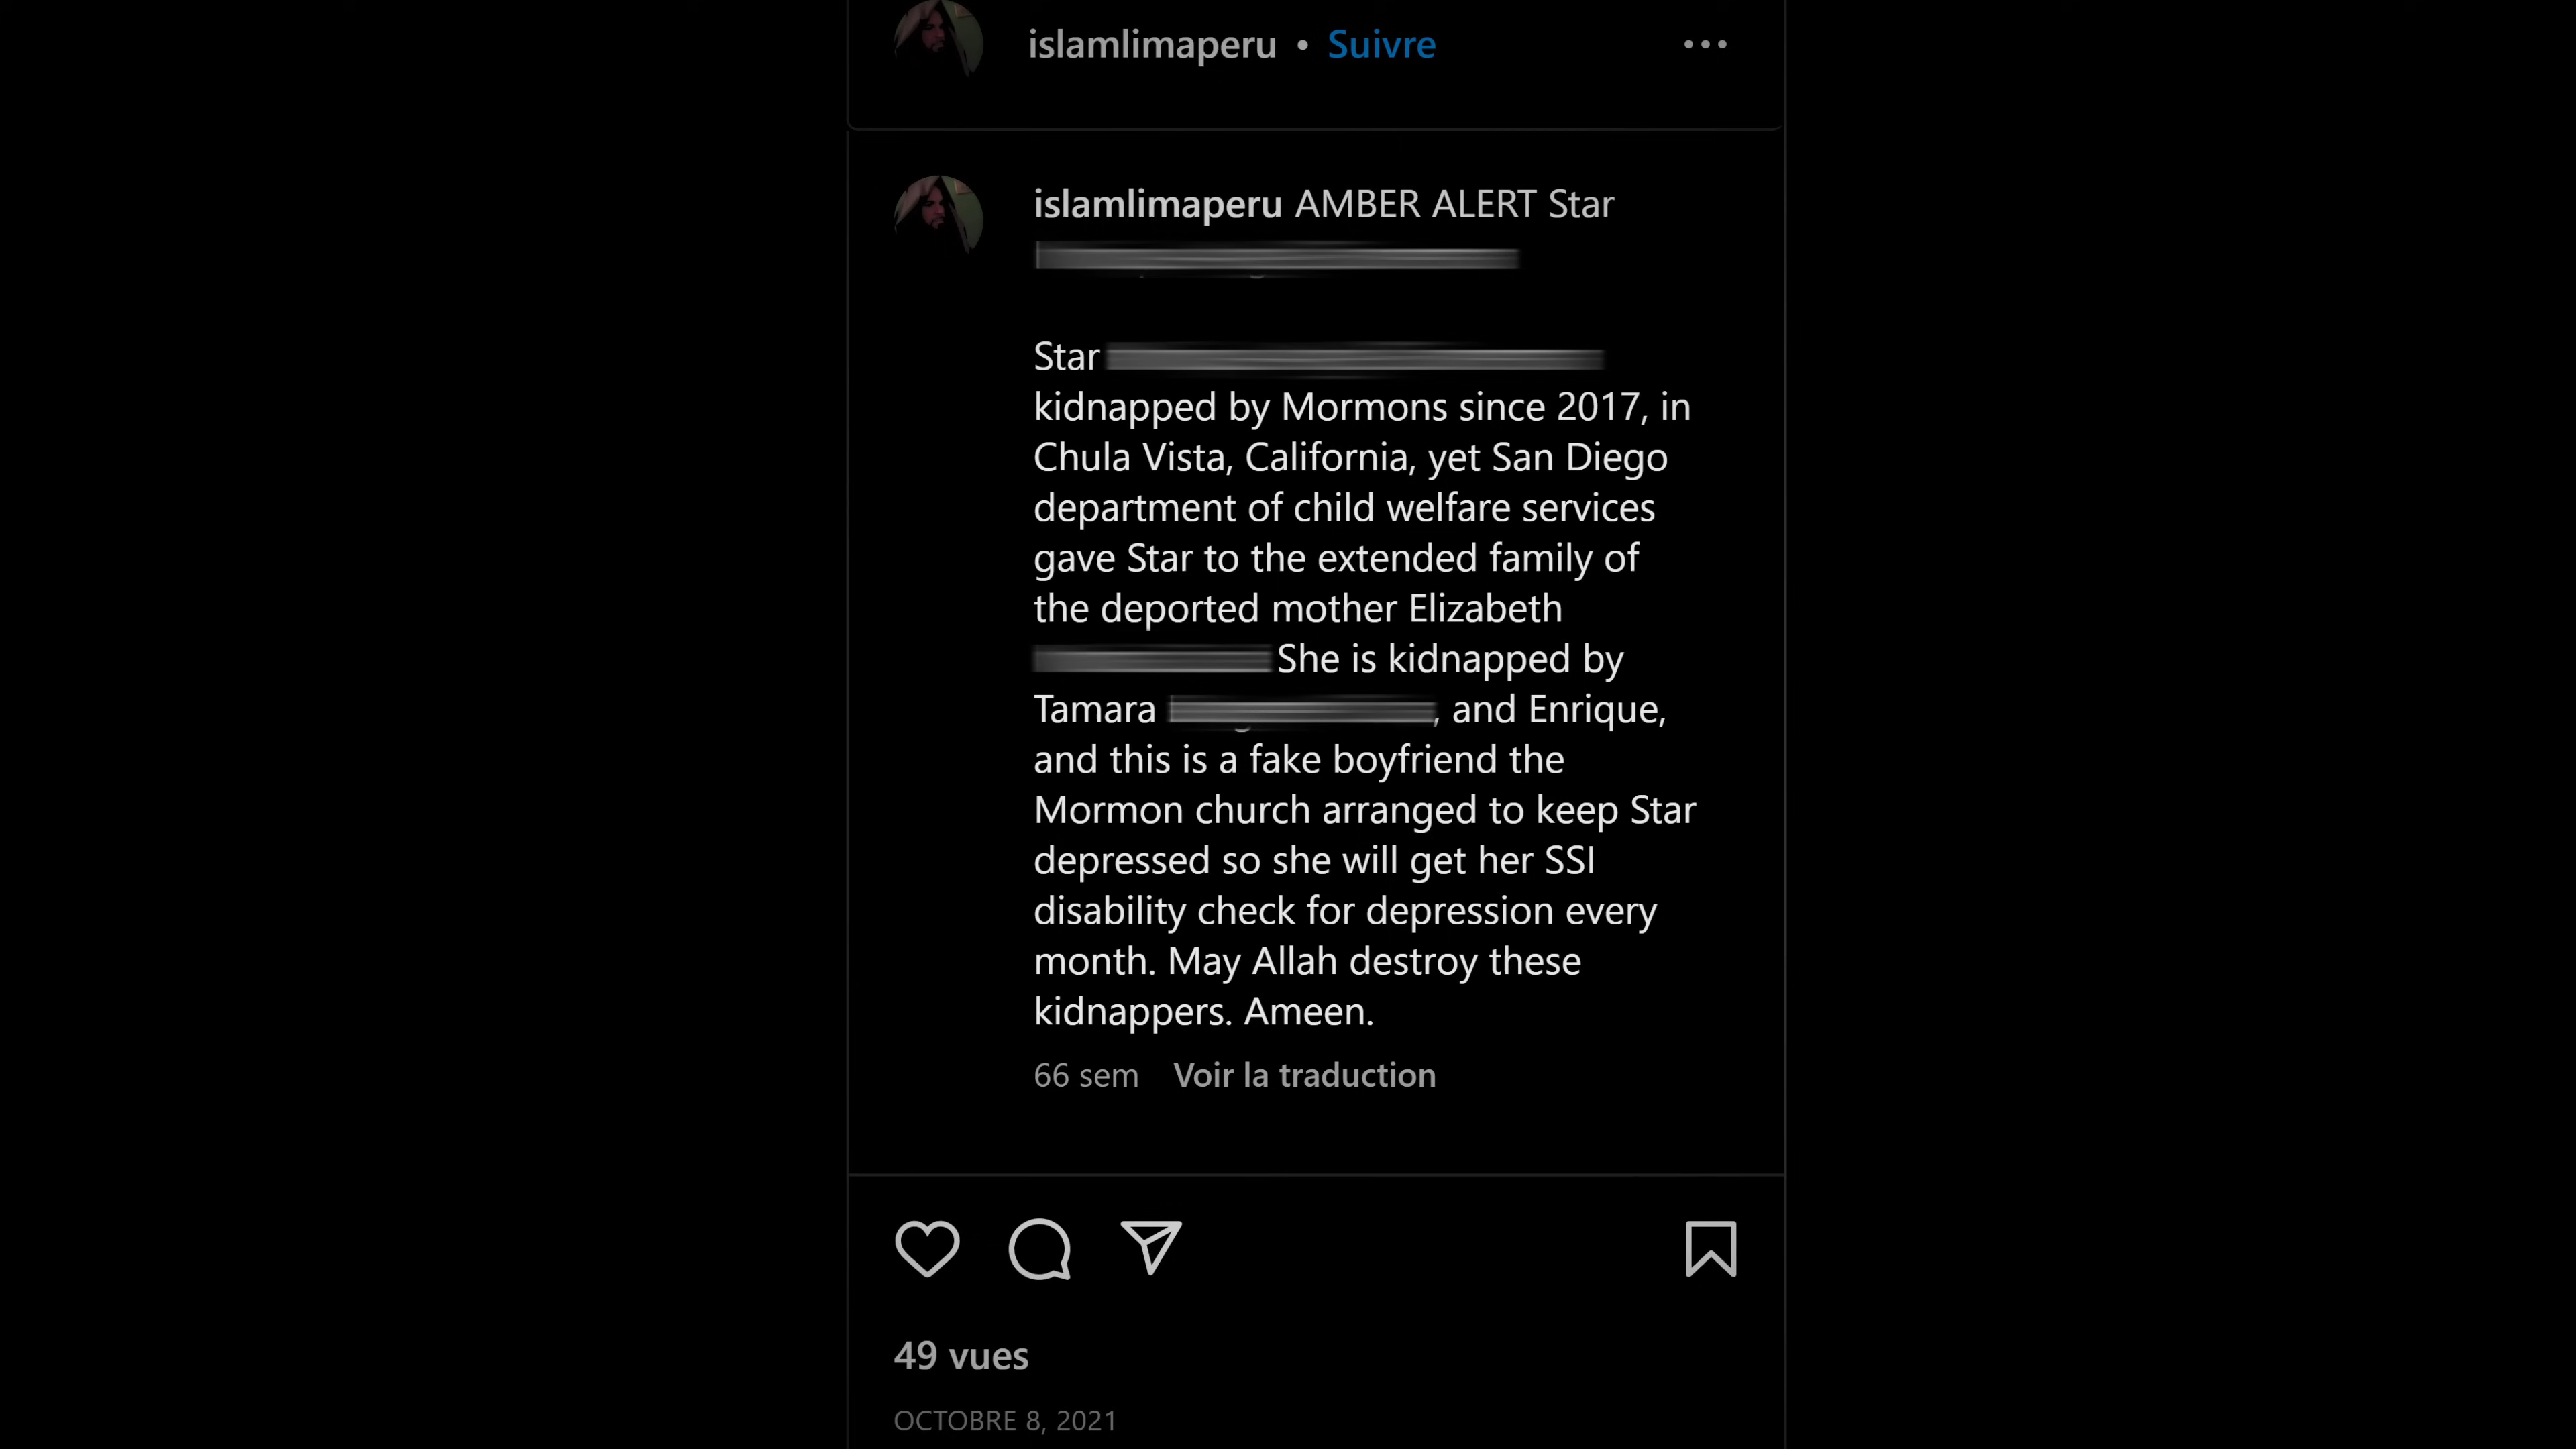 islamlimaperu • Suivre
islamlimaperu AMBER ALERT Star
Star
kidnapped by Mormons since 2017, in
Chula Vista, California, yet San Diego
department of child welfare services
gave Star to the extended family of
the deported mother Elizabeth
She is kidnapped by
Tamara , and Enrique,
and this is a fake boyfriend the
Mormon church arranged to keep Star
depressed so she will get her SSI
disability check for depression every
month. May Allah destroy these
kidnappers. Ameen.
66 sem Voir la traduction
49 vues
OCTOBRE 8, 2021